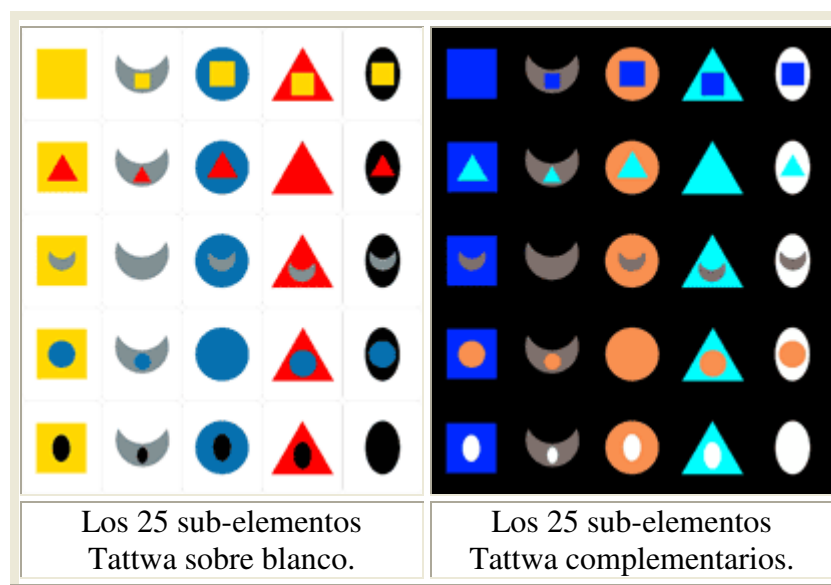 Los 25 sub-elementos
Tattwa sobre blanco.
Los 25 sub-elementos
Tattwa complementarios.